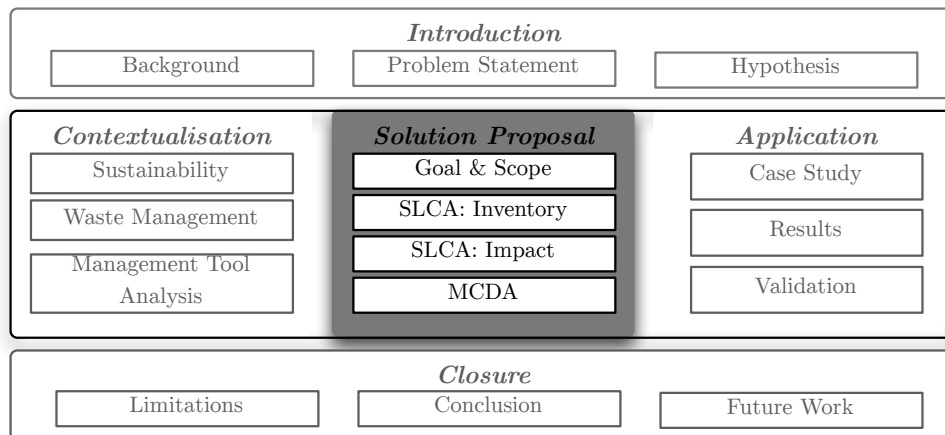 Introduction
Background
Problem Statement
Hypothesis
Contextualisation
Sustainability
Waste Management
Management Tool
Analysis
Solution Proposal
Goal & Scope
SLCA: Inventory
SLCA: Impact
MCDA
Application
Case Study
Results
Validation
Closure
Limitations
Conclusion
Future Work